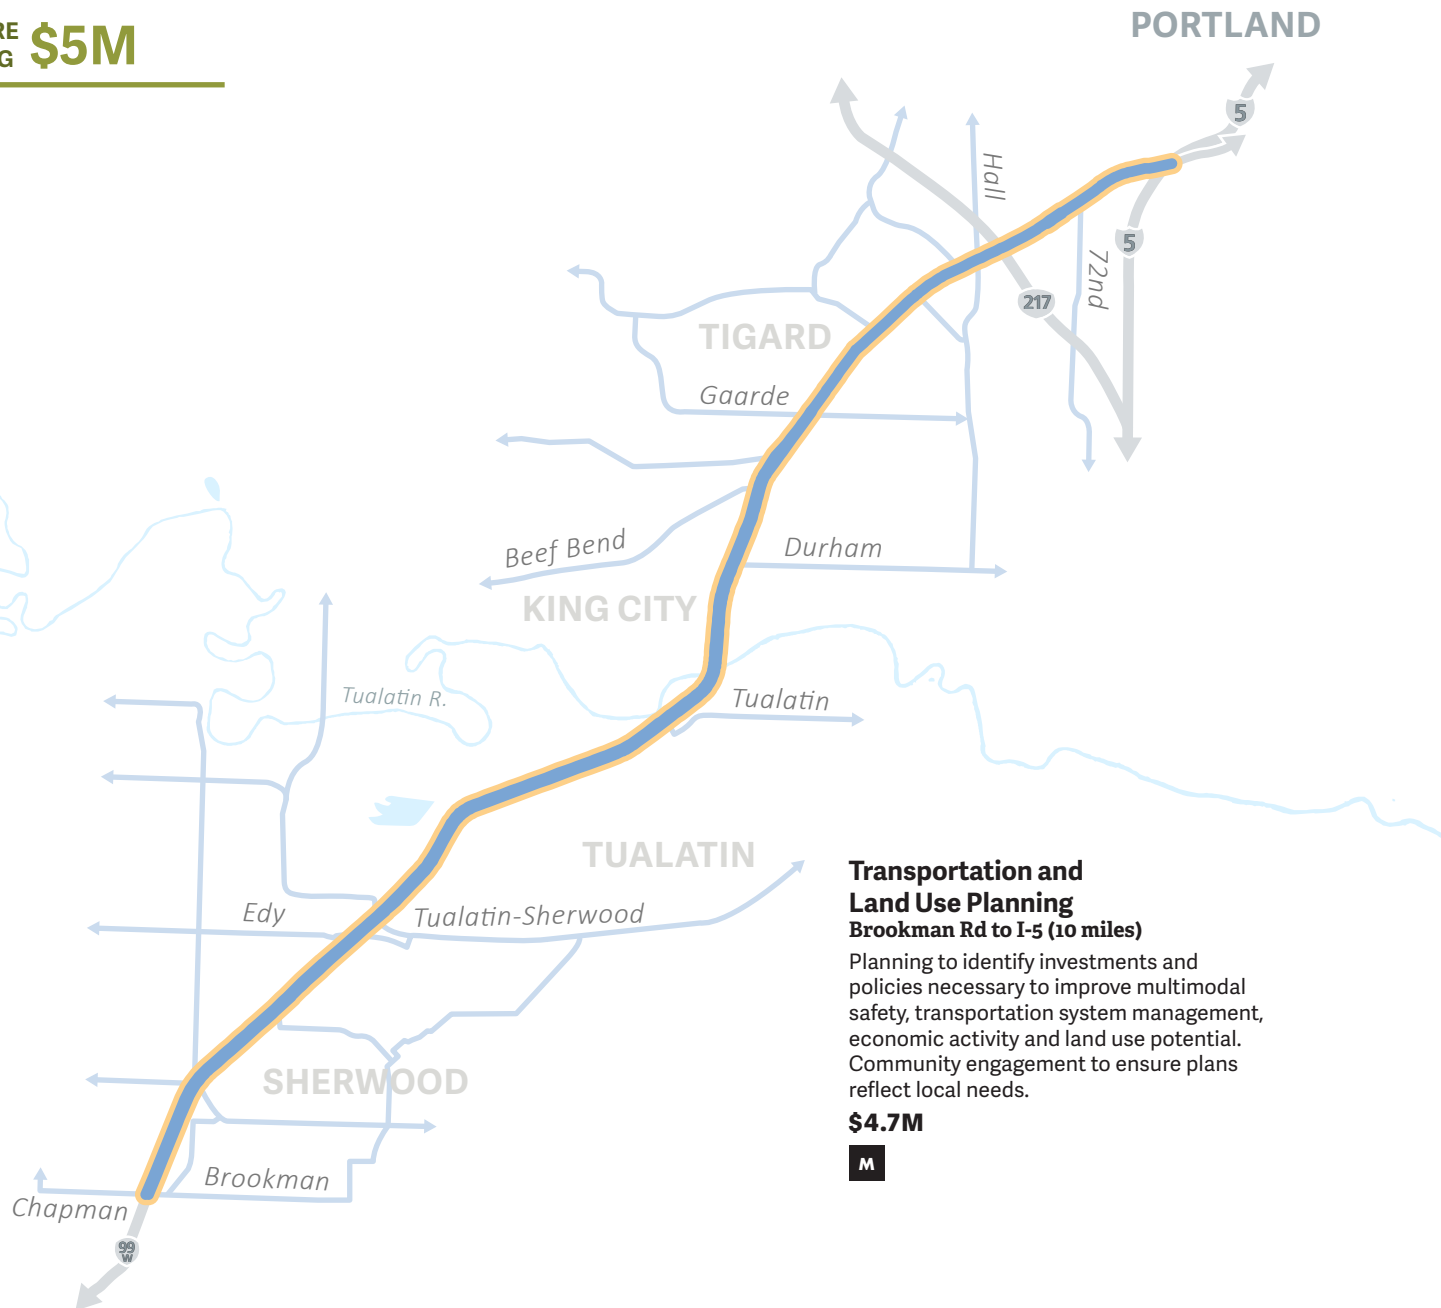 $5M
PORTLAND
5
Hall
5
72nd
217
TIGARD
Gaarde
Beef Bend
Durham
KING CITY
Tualatin R.
Tualatin
TUALATIN
Edy
Tualatin-Sherwood
SHERWOOD
Brookman
Chapman
99
W
Transportation and
Land Use Planning
Brookman Rd to I-5 (10 miles)
Planning to identify investments and
policies necessary to improve multimodal
safety, transportation system management,
economic activity and land use potential.
Community engagement to ensure plans
reflect local needs.
$4.7M
M